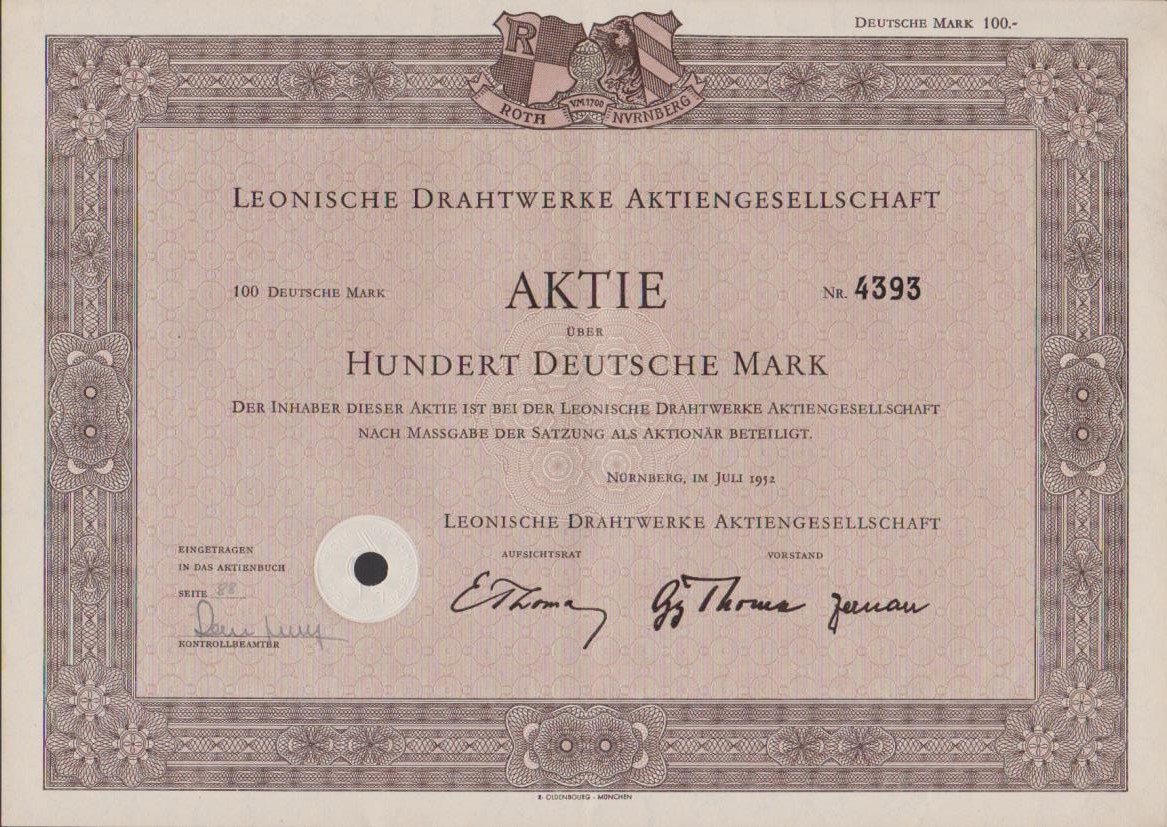 DEUTSCHE MARK 100.-
R
ROTH VM 1700 NVRNBERG
LEONISCHE DRAHTWERKE AKTIENGESELLSCHAFT
100 DEUTSCHE MARK AKTIE NR. 4393
ÜBER
HUNDERT DEUTSCHE MARK
DER INHABER DIESER AKTIE IST BEI DER LEONISCHE DRAHTWERKE AKTIENGESELLSCHAFT
NACH MASSGABE DER SATZUNG ALS AKTIONÄR BETEILIGT.
NÜRNBERG, IM JULI 1952
LEONISCHE DRAHTWERKE AKTIENGESELLSCHAFT
EINGETRAGEN AUFSICHTSRAT VORSTAND
IN DAS AKTIENBUCH
SEITE 88
E Thoma
KONTROLLBEAMTER
R. OLDENBOURG - MÜNCHEN